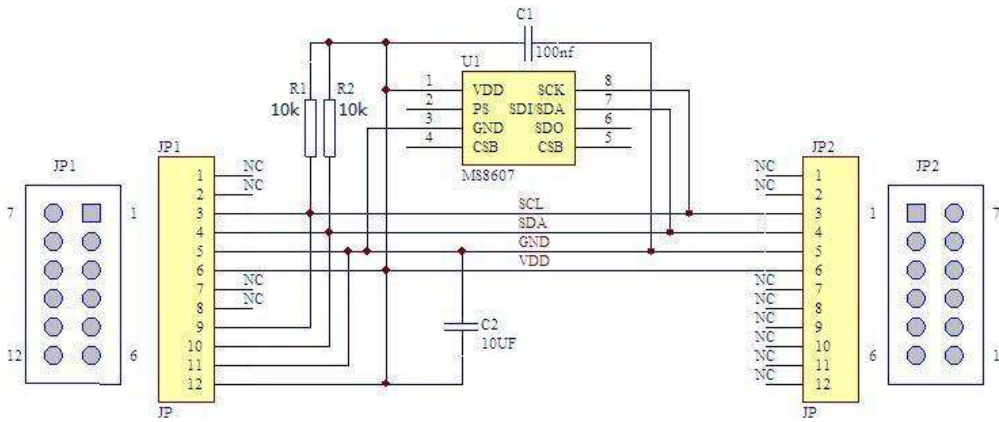 C1
100nf
U1
1 VDD SCK 8
2 PS SDI/SDA 7
3 GND SDO 6
4 CSB CSB 5
MS8607
R1 R2
10k 10k
JP1
7 1
12 6
JP1
1 NC
2 NC
3
4
5
6
7 NC
8 NC
9
10
11
12
JP
SCL
SDA
GND
VDD
C2
10UF
JP2
NC 1
NC 2
3
4
5
6
NC 7
NC 8
NC 9
NC 10
NC 11
NC 12
JP
JP2
1 7
6 1